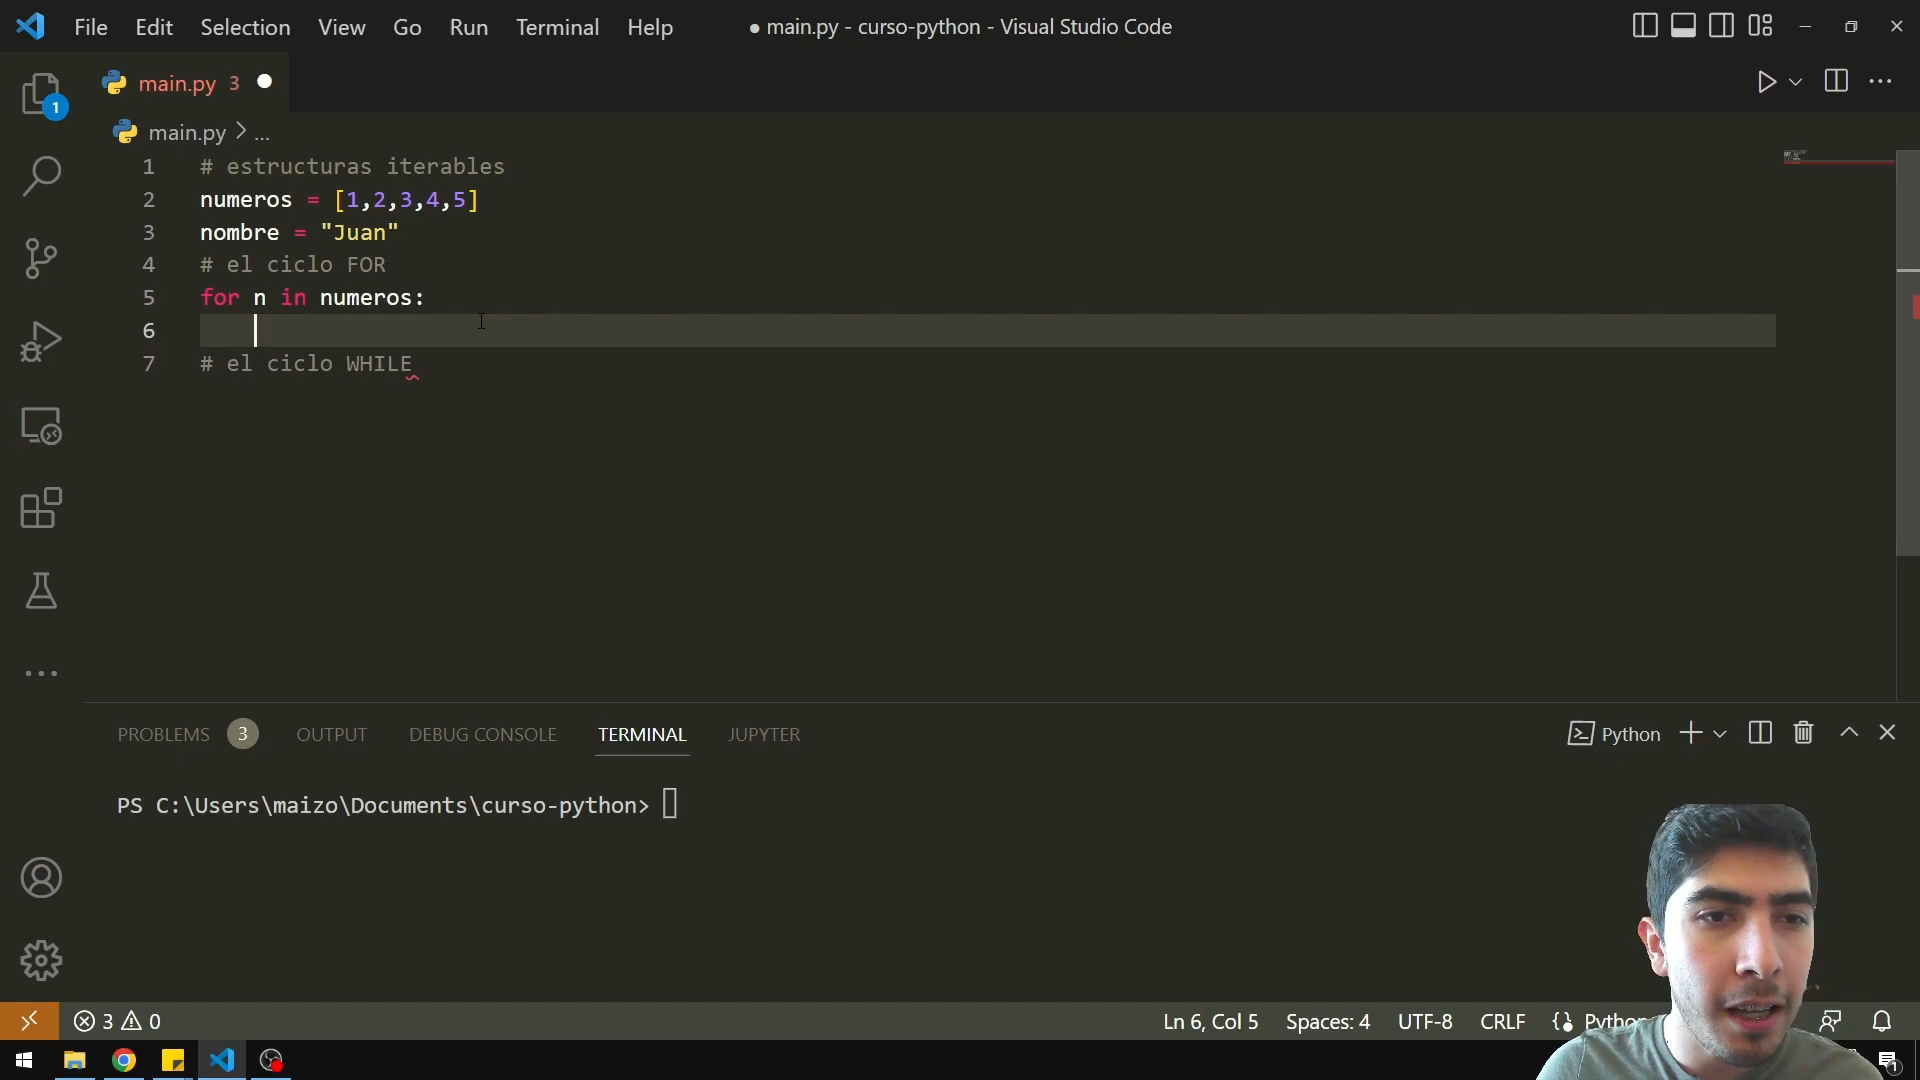 File Edit Selection View Go Run Terminal Help ● main.py - curso-python - Visual Studio Code
main.py 3
main.py > ...
1 # estructuras iterables
2 numeros = [1,2,3,4,5]
3 nombre = "Juan"
4 # el ciclo FOR
5 for n in numeros:
6
7 # el ciclo WHILE
1
PROBLEMS 3 OUTPUT DEBUG CONSOLE TERMINAL JUPYTER Python
PS C:\Users\maizo\Documents\curso-python>
3 0 Ln 6, Col 5 Spaces: 4 UTF-8 CRLF
1